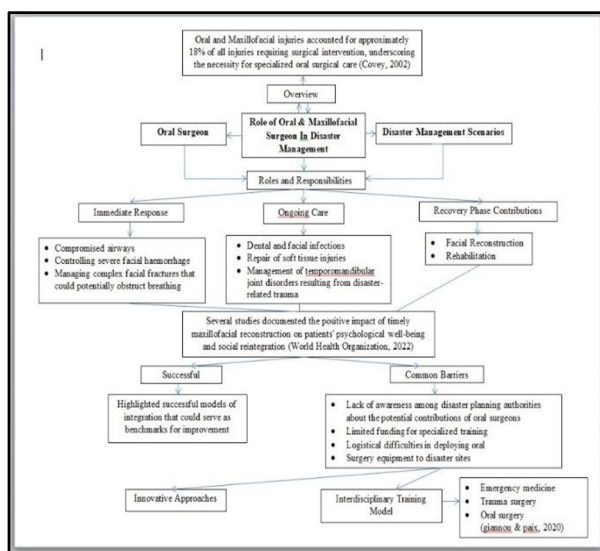 Oral and Maxillofacial injuries accounted for approximately
18% of all injuries requiring surgical intervention, underscoring
the necessity for specialized oral surgical care (Covey, 2002)
Overview
Oral Surgeon
Role of Oral & Maxillofacial
Surgeon In Disaster
Management
Disaster Management Scenarios
Roles and Responsibilities
Immediate Response
Ongoing Care
Recovery Phase Contributions
• Compromised airways
• Controlling severe facial haemorrhage
• Managing complex facial fractures that
could potentially obstruct breathing
• Dental and facial infections
• Repair of soft tissue injuries
• Management of temporomandibular
joint disorders resulting from disaster-
related trauma
• Facial Reconstruction
• Rehabilitation
Several studies documented the positive impact of timely
maxillofacial reconstruction on patients' psychological well-being
and social reintegration (World Health Organization, 2022)
Successful
Common Barriers
Highlighted successful models of
integration that could serve as
benchmarks for improvement
• Lack of awareness among disaster planning authorities
about the potential contributions of oral surgeons
• Limited funding for specialized training
• Logistical difficulties in deploying oral
• Surgery equipment to disaster sites
Innovative Approaches
Interdisciplinary Training
Model
• Emergency medicine
• Trauma surgery
• Oral surgery
(giannou & paix, 2020)